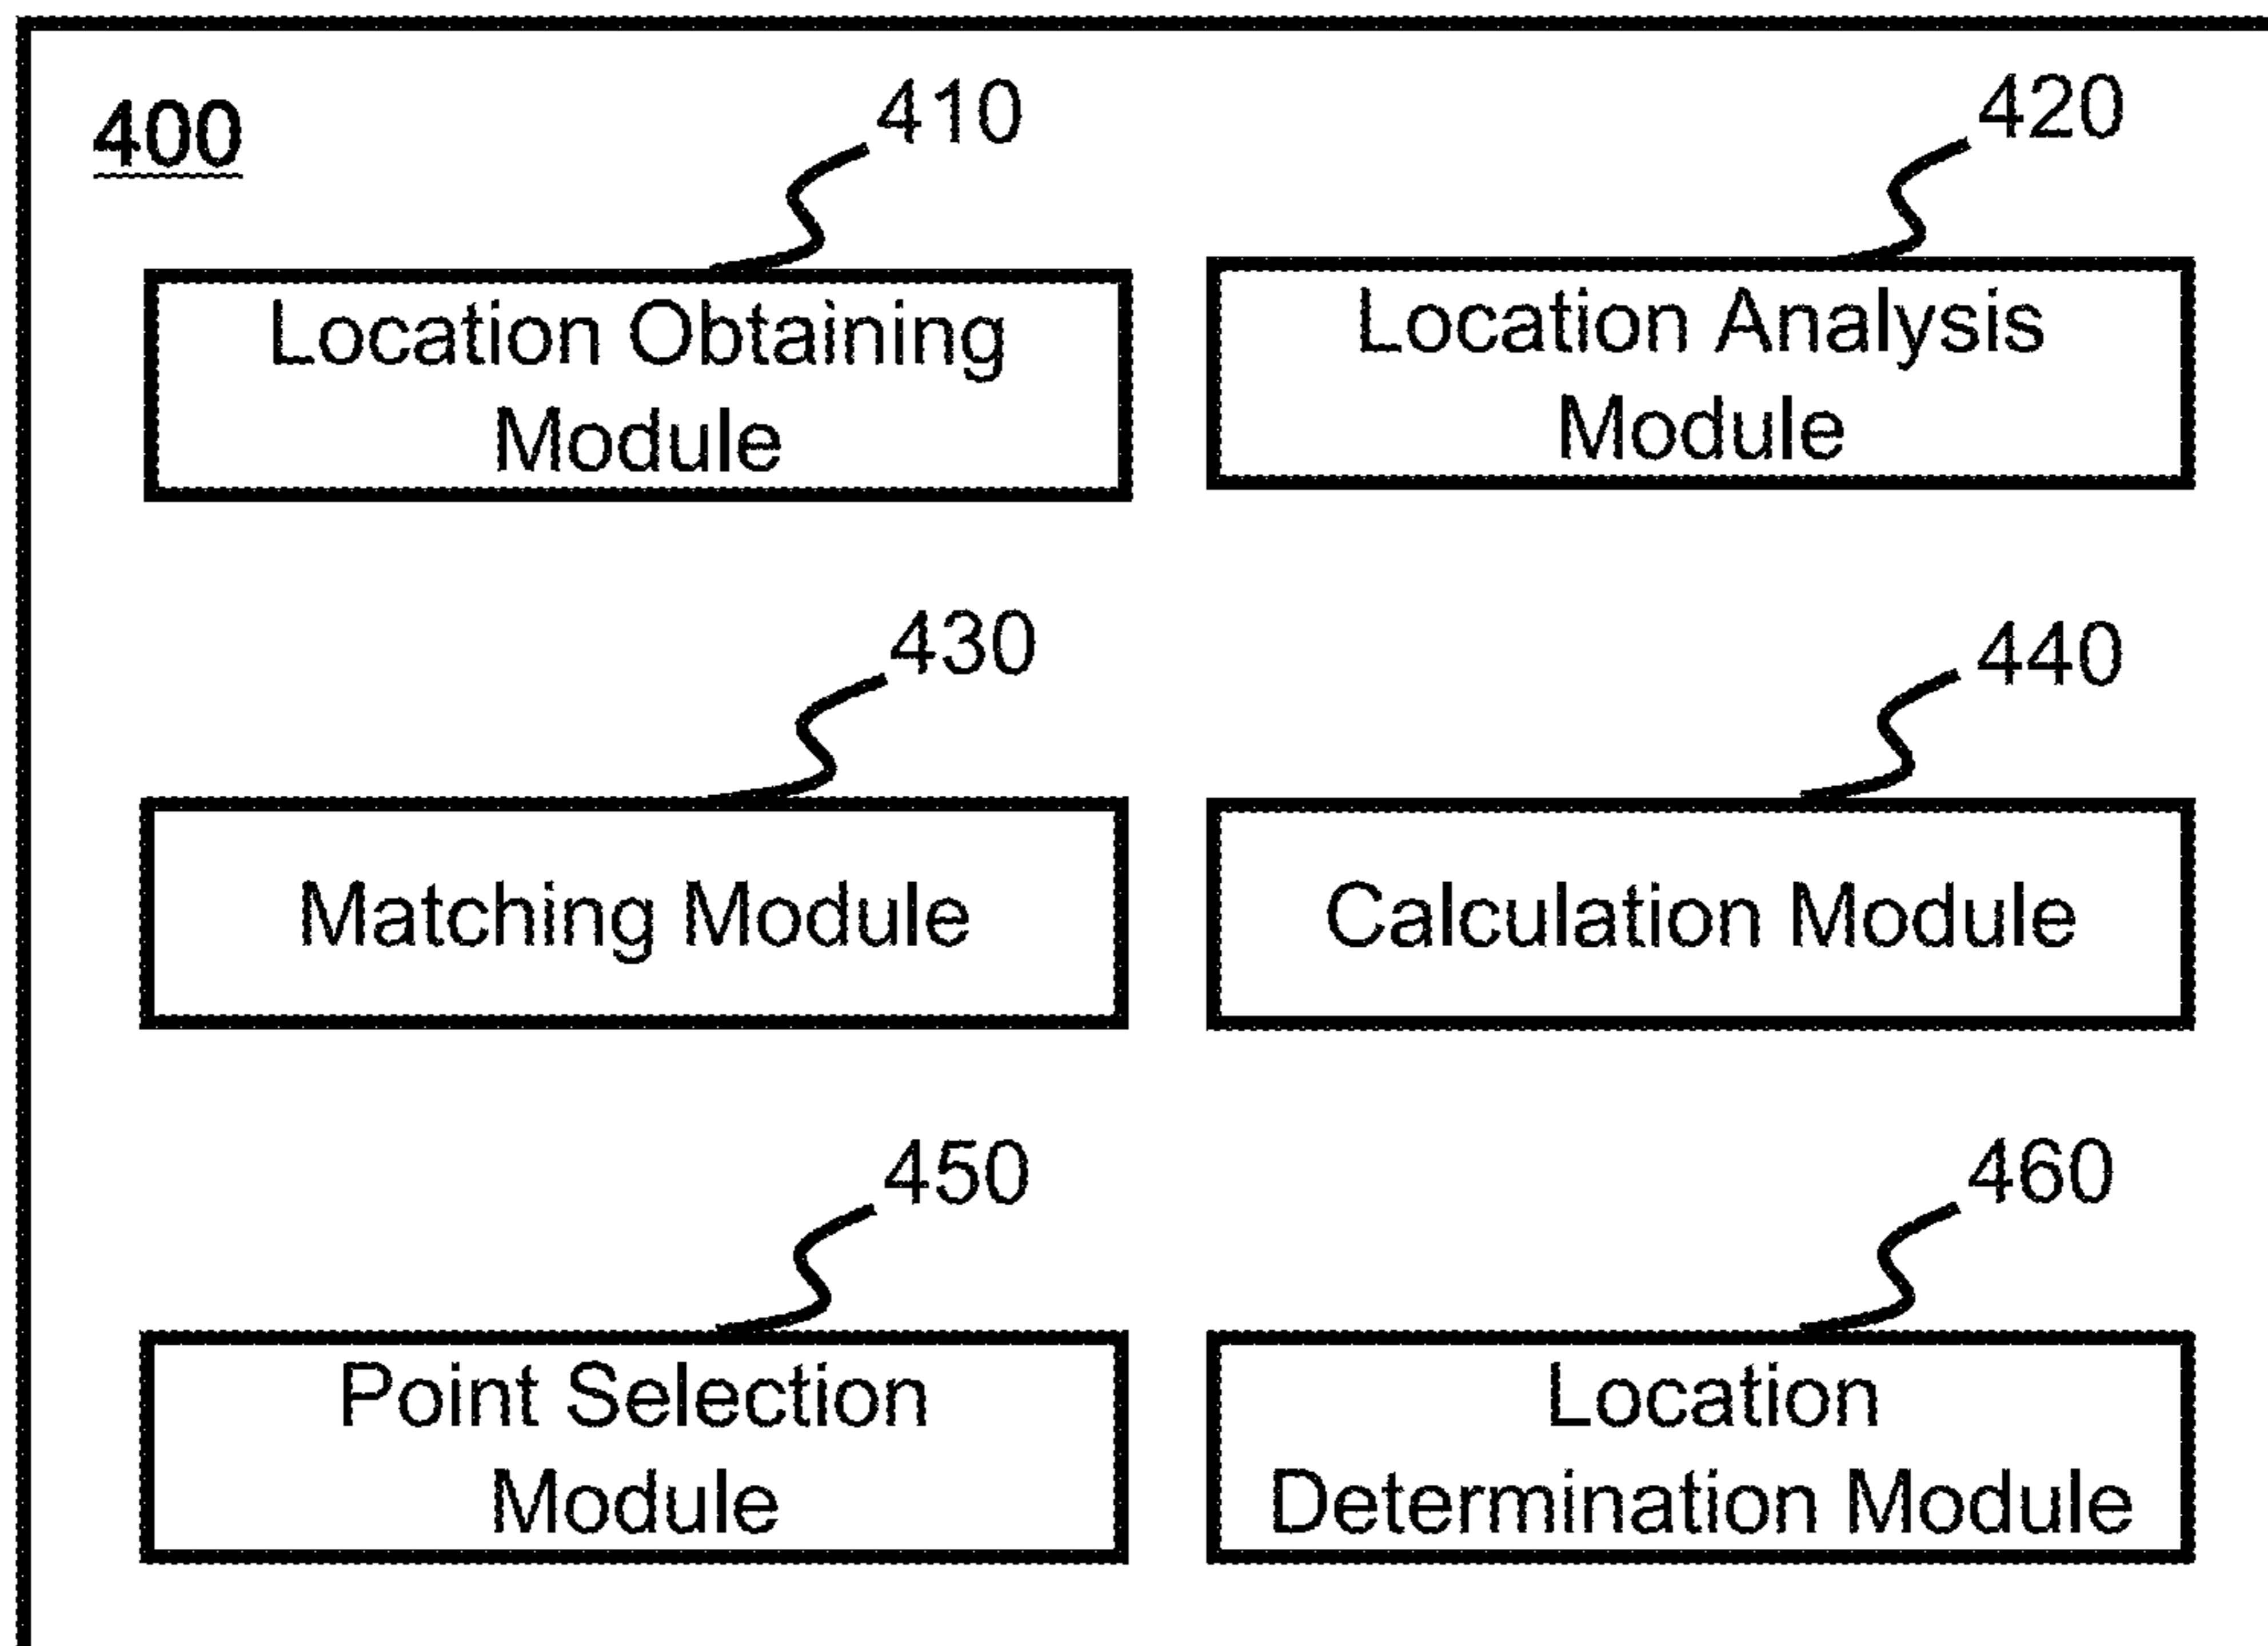 400
410
420
Location Obtaining
Module
Location Analysis
Module
430
440
Matching Module
Calculation Module
450
460
Point Selection
Module
Location
Determination Module